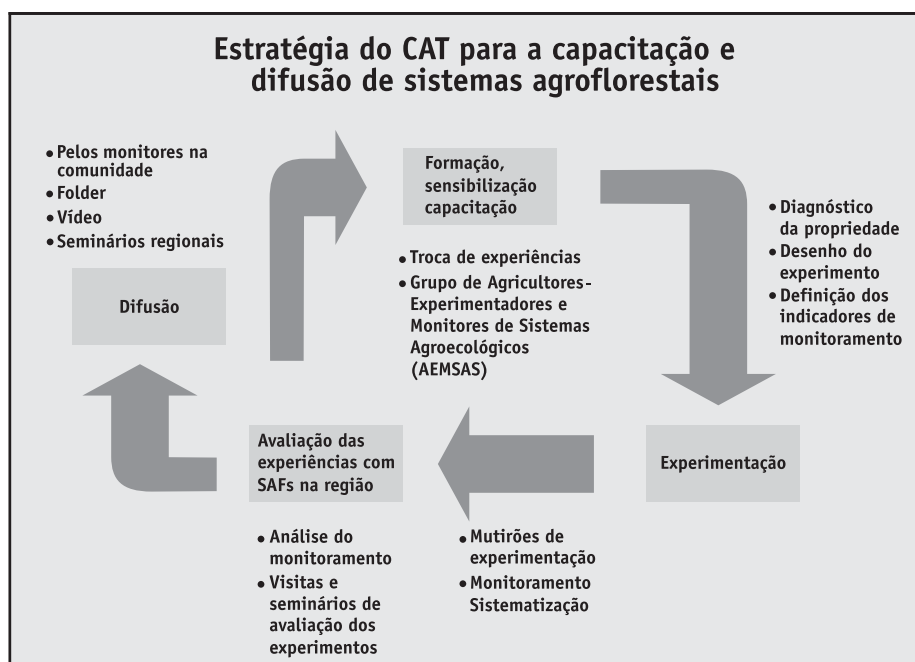 Estratégia do CAT para a capacitação e
difusão de sistemas agroflorestais
• Pelos monitores na
comunidade
• Folder
• Vídeo
• Seminários regionais
Difusão
Formação,
sensibilização
capacitação
• Troca de experiências
• Grupo de Agricultores-
Experimentadores e
Monitores de Sistemas
Agroecológicos
(AEMSAS)
• Diagnóstico
da propriedade
• Desenho do
experimento
• Definição dos
indicadores de
monitoramento
Experimentação
• Mutirões de
experimentação
• Monitoramento
Sistematização
Avaliação das
experiências com
SAFs na região
• Análise do
monitoramento
• Visitas e
seminários de
avaliação dos
experimentos